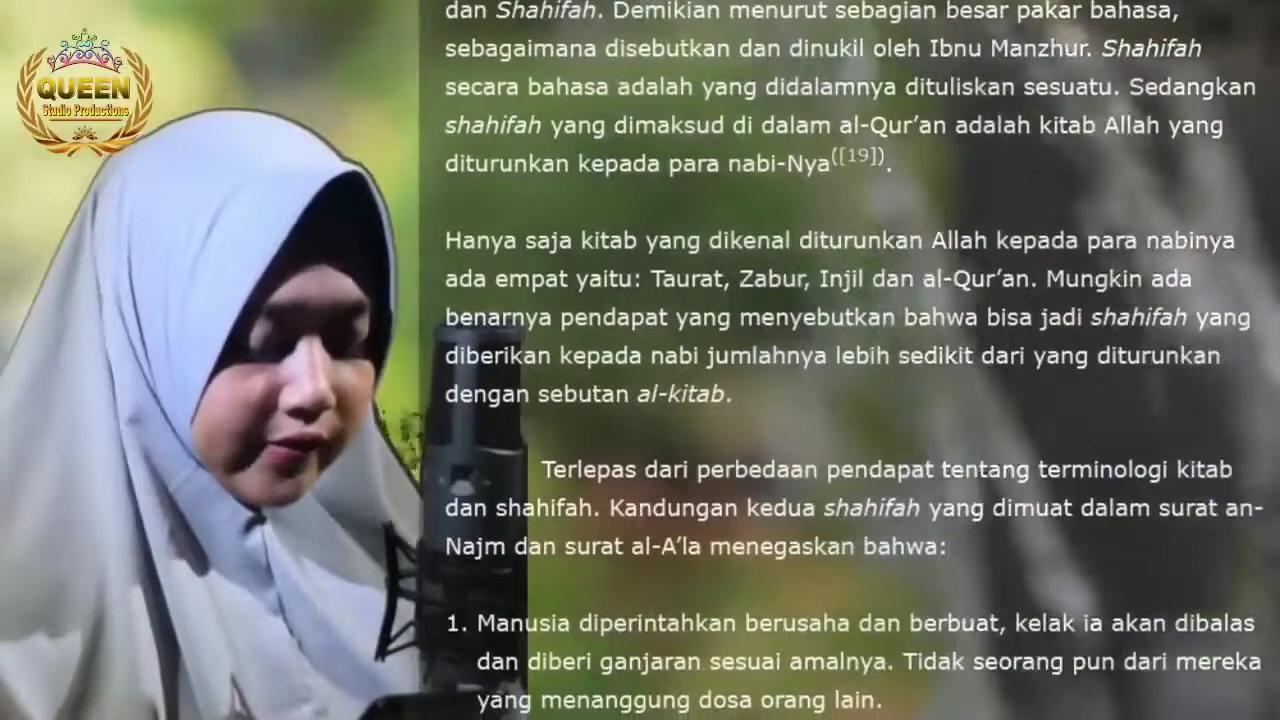 QUEEN
Studio Productions
dan Shahifah. Demikian menurut sebagian besar pakar bahasa,
sebagaimana disebutkan dan dinukil oleh Ibnu Manzhur. Shahifah
secara bahasa adalah yang didalamnya dituliskan sesuatu. Sedangkan
shahifah yang dimaksud di dalam al-Qur’an adalah kitab Allah yang
diturunkan kepada para nabi-Nya([19]).
Hanya saja kitab yang dikenal diturunkan Allah kepada para nabinya
ada empat yaitu: Taurat, Zabur, Injil dan al-Qur’an. Mungkin ada
benarnya pendapat yang menyebutkan bahwa bisa jadi shahifah yang
diberikan kepada nabi jumlahnya lebih sedikit dari yang diturunkan
dengan sebutan al-kitab.
Terlepas dari perbedaan pendapat tentang terminologi kitab
dan shahifah. Kandungan kedua shahifah yang dimuat dalam surat an-
Najm dan surat al-A’la menegaskan bahwa:
1. Manusia diperintahkan berusaha dan berbuat, kelak ia akan dibalas
dan diberi ganjaran sesuai amalnya. Tidak seorang pun dari mereka
yang menanggung dosa orang lain.